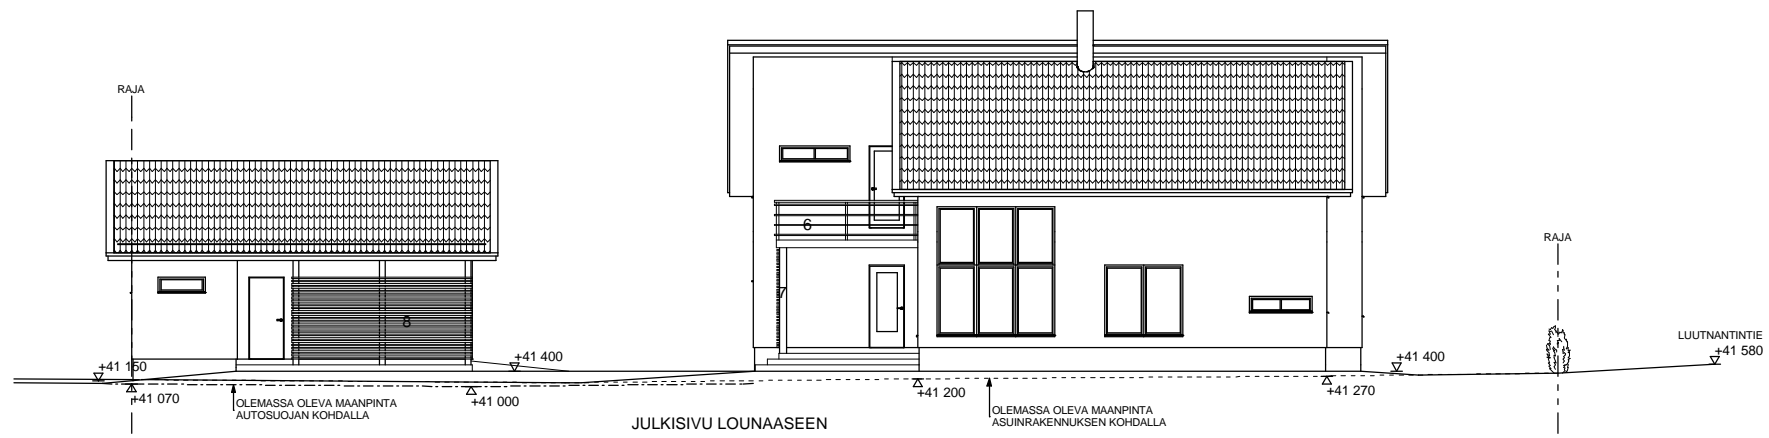 RAJA
6
7
8
RAJA
LUUTNANTINTIE
+41 580
+41 150
+41 400
+41 400
+41 070
+41 000
+41 200
+41 270
OLEMASSA OLEVA MAANPINTA
AUTOSUOJAN KOHDALLA
OLEMASSA OLEVA MAANPINTA
ASUINRAKENNUKSEN KOHDALLA
JULKISIVU LOUNAASEEN